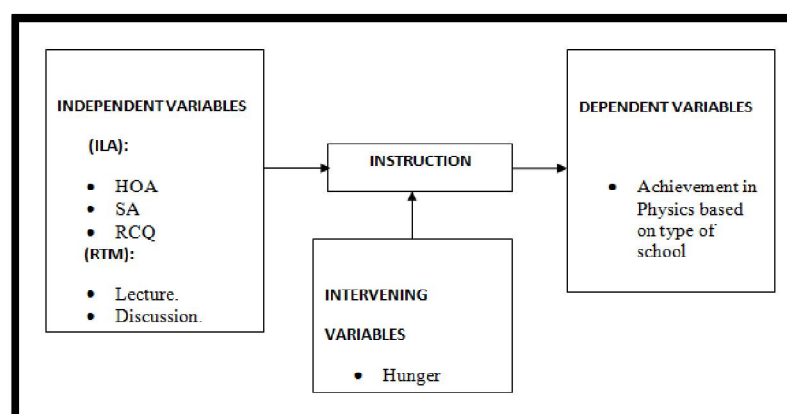 INDEPENDENT VARIABLES
(ILA):
• HOA
• SA
• RCQ
(RTM):
• Lecture.
• Discussion.
INSTRUCTION
INTERVENING
VARIABLES
• Hunger
DEPENDENT VARIABLES
• Achievement in
Physics based
on type of
school